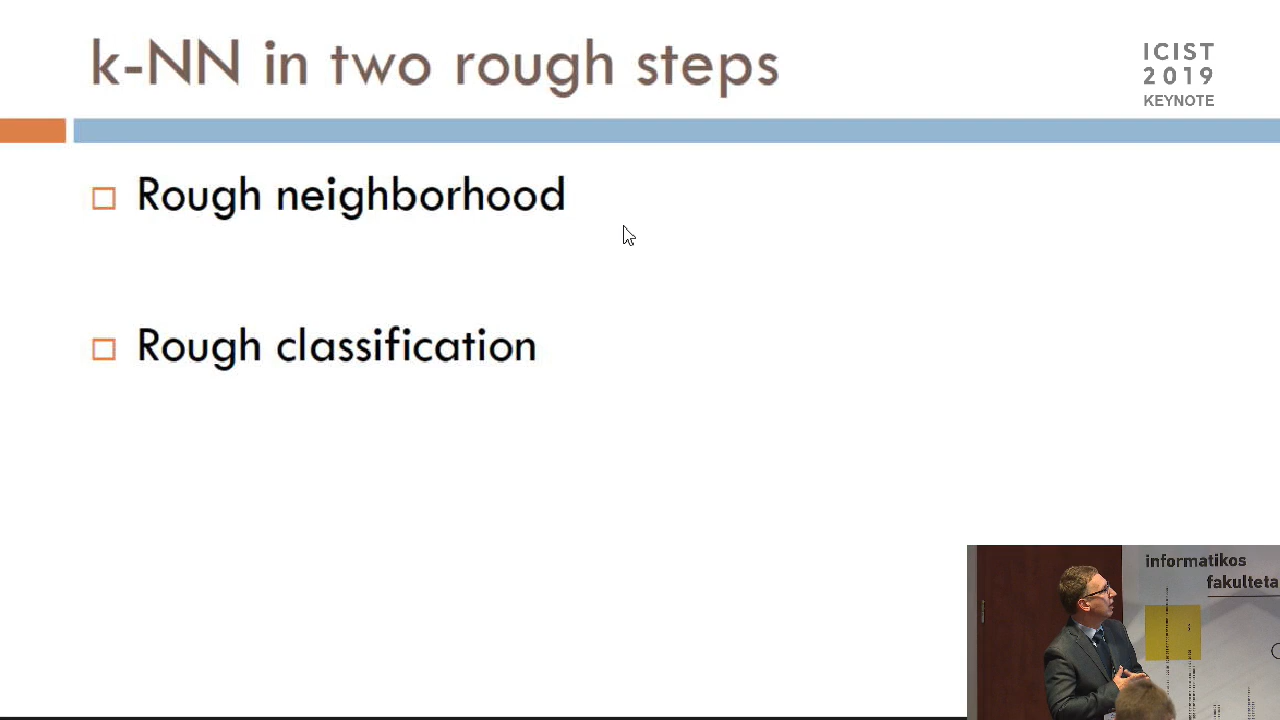 k-NN in two rough steps
ICIST
2019
KEYNOTE
Rough neighborhood
Rough classification
informatikos
fakulteta